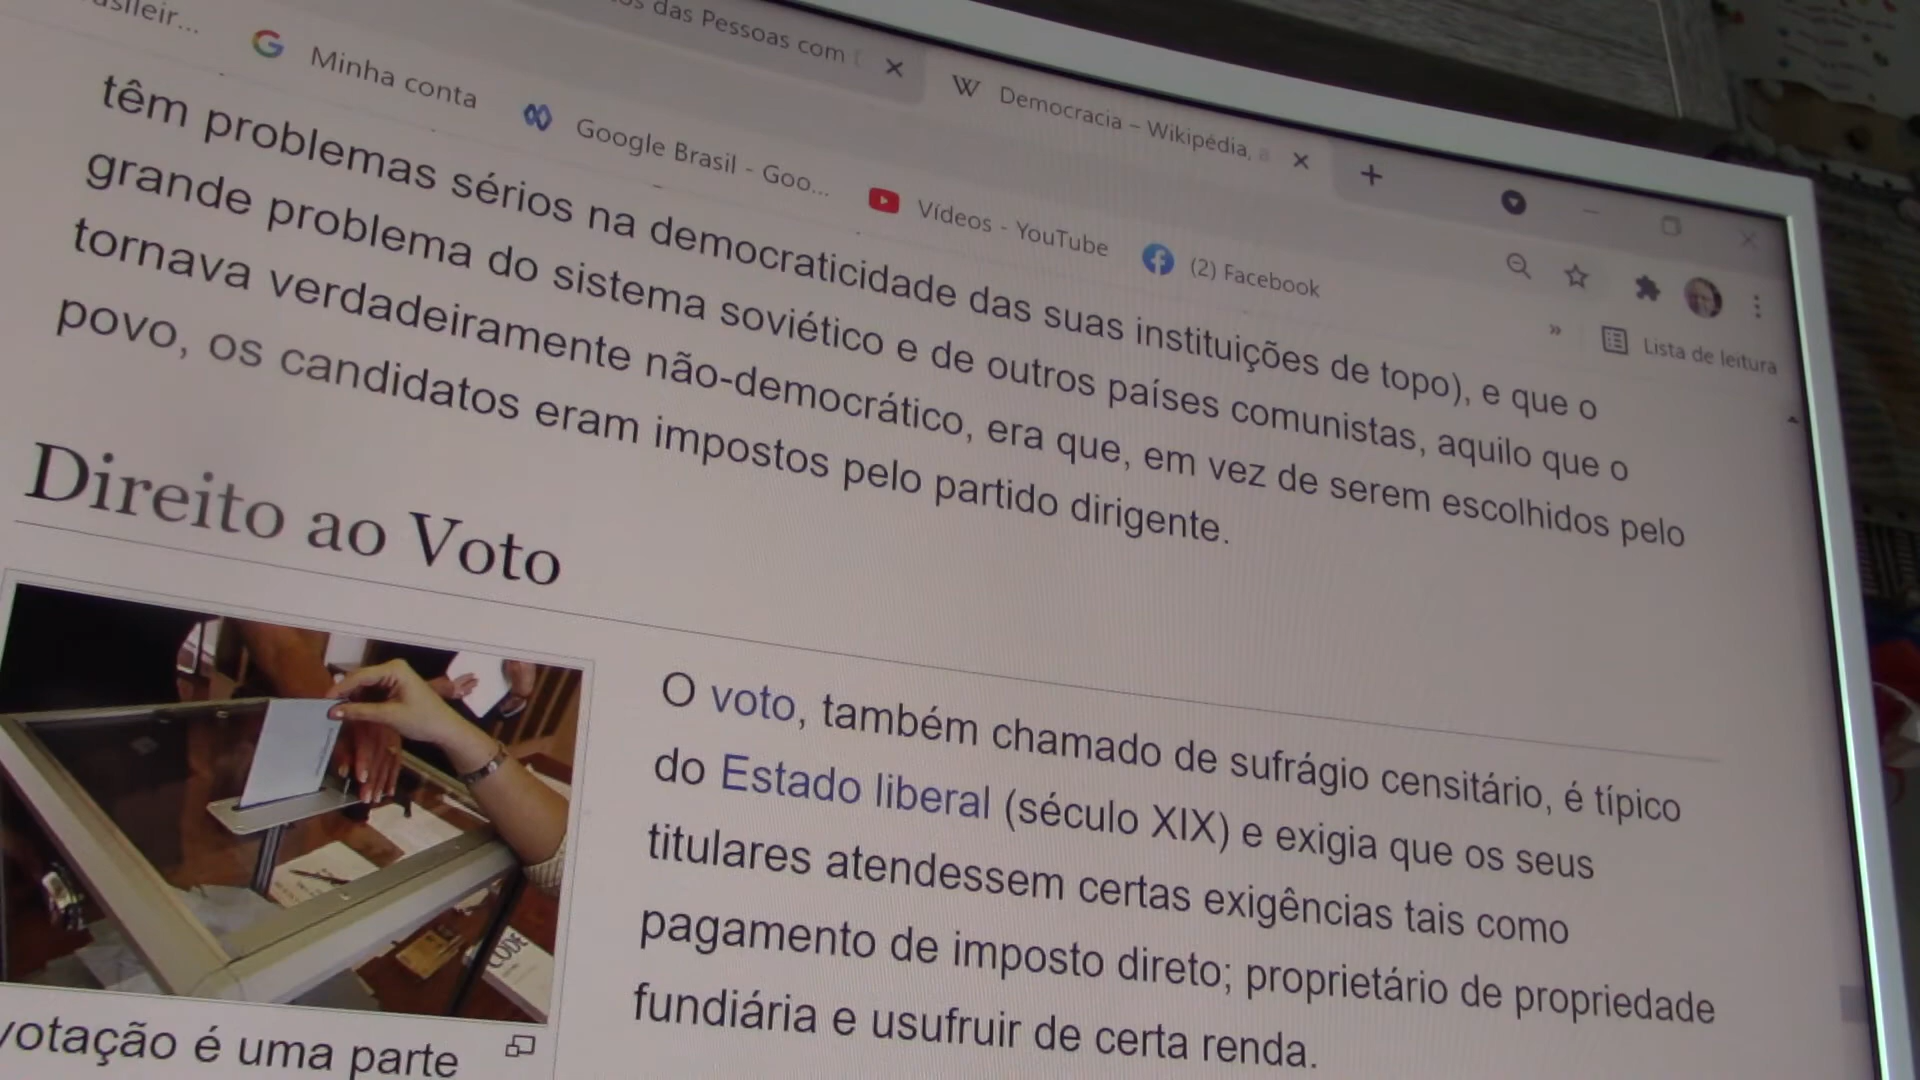 das Pessoas com
Democracia – Wikipédia, a
Minha conta
Google Brasil - Goo...
Vídeos - YouTube
(2) Facebook
Lista de leitura
têm problemas sérios na democraticidade das suas instituições de topo), e que o
grande problema do sistema soviético e de outros países comunistas, aquilo que o
tornava verdadeiramente não-democrático, era que, em vez de serem escolhidos pelo
povo, os candidatos eram impostos pelo partido dirigente.
Direito ao Voto
O voto, também chamado de sufrágio censitário, é típico
do Estado liberal (século XIX) e exigia que os seus
titulares atendessem certas exigências tais como
pagamento de imposto direto; proprietário de propriedade
fundiária e usufruir de certa renda.
CODE
votação é uma parte